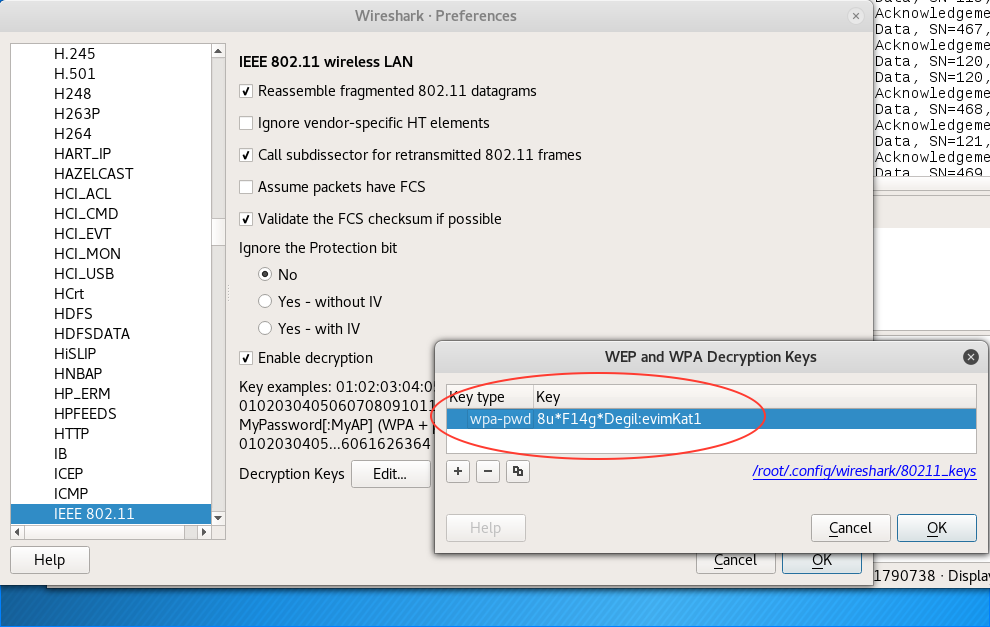 Wireshark · Preferences
H.245
H.501
H248
H263P
H264
HART_IP
HAZELCAST
HCI_ACL
HCI_CMD
HCI_EVT
HCI_MON
HCI_USB
HCrt
HDFS
HDFSDATA
HiSLIP
HNBAP
HP_ERM
HPFEEDS
HTTP
IB
ICEP
ICMP
IEEE 802.11
IEEE 802.11 wireless LAN
Reassemble fragmented 802.11 datagrams
Ignore vendor-specific HT elements
Call subdissector for retransmitted 802.11 frames
Assume packets have FCS
Validate the FCS checksum if possible
Ignore the Protection bit
No
Yes - without IV
Yes - with IV
Enable decryption
Key examples: 01:02:03:04:0
010203040506070809101
MyPassword[:MyAP] (WPA +
0102030405...6061626364
Decryption Keys Edit...
Help Cancel OK
WEP and WPA Decryption Keys
Key type Key
wpa-pwd 8u*F14g*Degil:evimKat1
/root/.config/wireshark/80211_keys
Help Cancel OK
Acknowledgeme
Data, SN=467,
Acknowledgeme
Data, SN=120,
Data, SN=120,
Acknowledgeme
Data, SN=468,
Acknowledgeme
Data, SN=121,
Acknowledgeme
Data, SN=469
1790738 · Displa